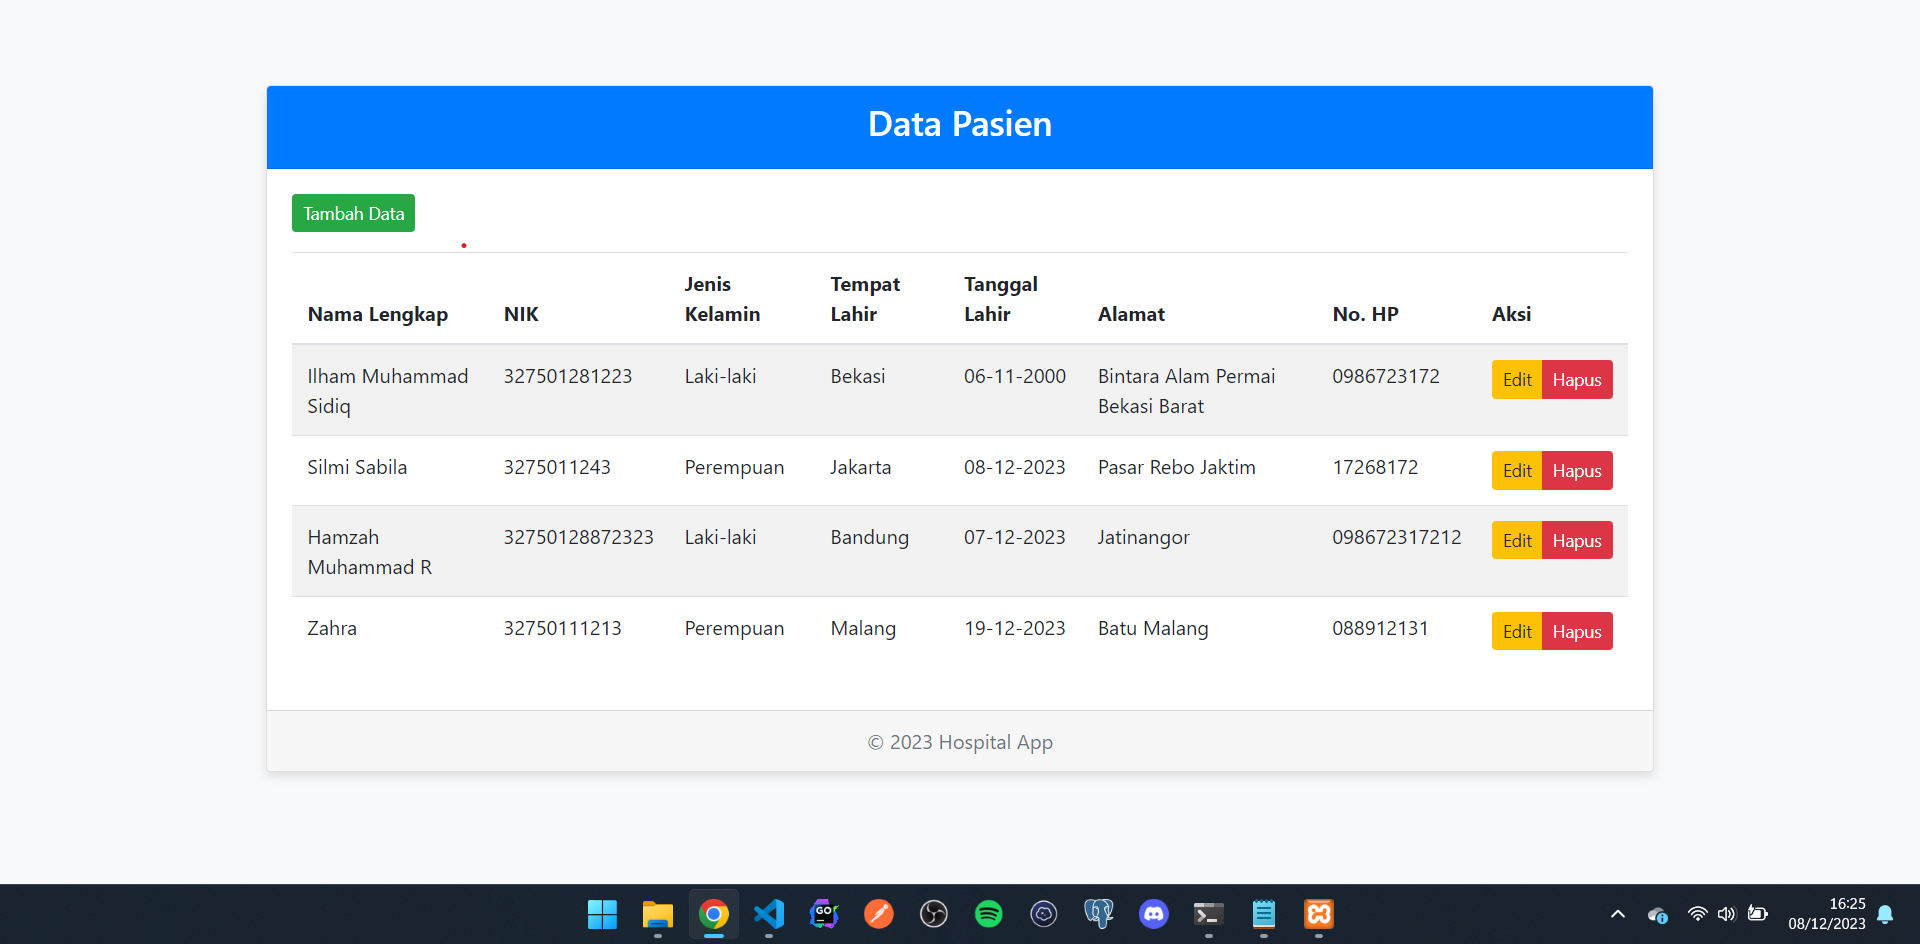 Data Pasien
Tambah Data
Nama Lengkap NIK Jenis Kelamin Tempat Lahir Tanggal Lahir Alamat No. HP Aksi
Ilham Muhammad Sidiq 327501281223 Laki-laki Bekasi 06-11-2000 Bintara Alam Permai Bekasi Barat 0986723172 Edit Hapus
Silmi Sabila 3275011243 Perempuan Jakarta 08-12-2023 Pasar Rebo Jaktim 17268172 Edit Hapus
Hamzah Muhammad R 32750128872323 Laki-laki Bandung 07-12-2023 Jatinangor 098672317212 Edit Hapus
Zahra 32750111213 Perempuan Malang 19-12-2023 Batu Malang 088912131 Edit Hapus
© 2023 Hospital App
GO
16:25
08/12/2023